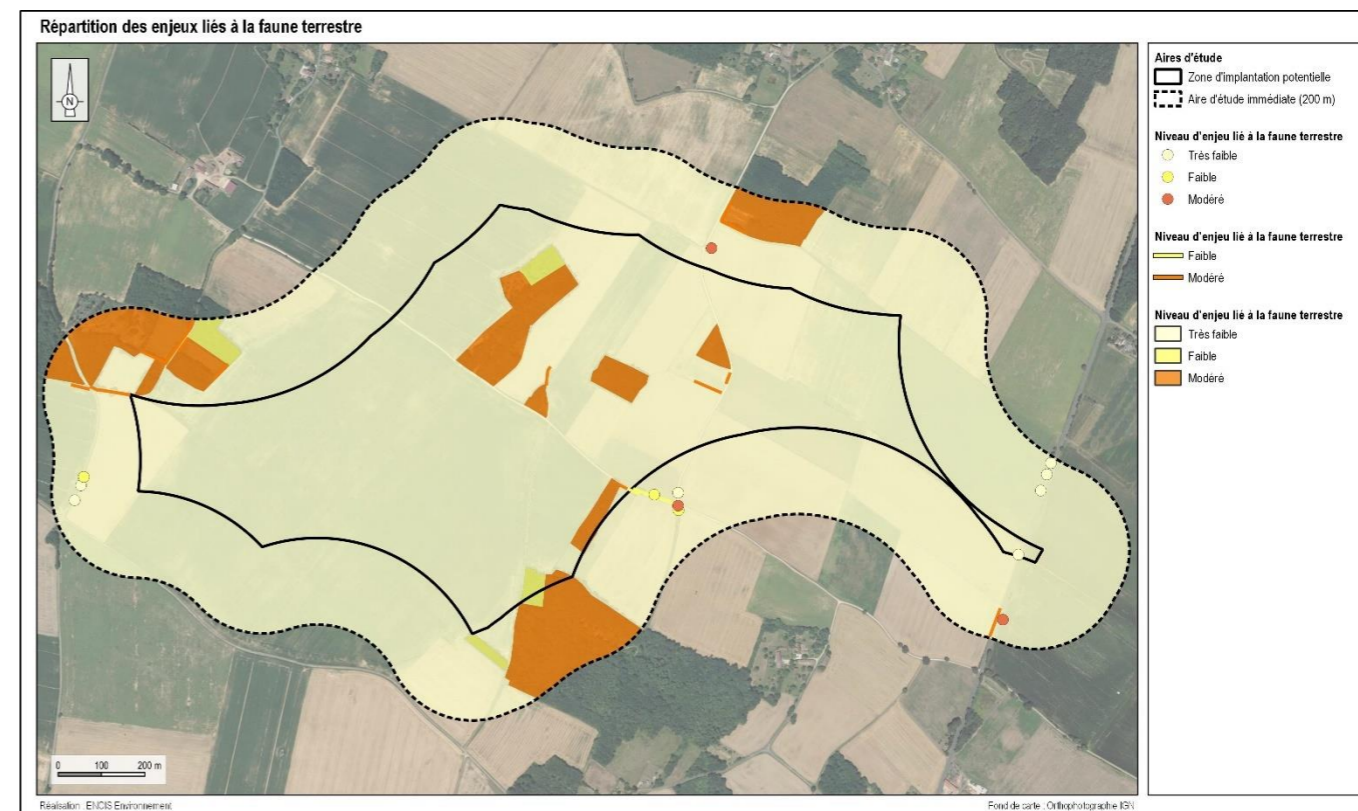 Répartition des enjeux liés à la faune terrestre
N
Aires d'étude
Zone d'implantation potentielle
Aire d'étude immédiate (200 m)
Niveau d'enjeu lié à la faune terrestre
Très faible
Faible
Modéré
Niveau d'enjeu lié à la faune terrestre
Faible
Modéré
Niveau d'enjeu lié à la faune terrestre
Très faible
Faible
Modéré
0 100 200 m
Réalisation : ENCIS Environnement
Fond de carte : Orthophotographie IGN